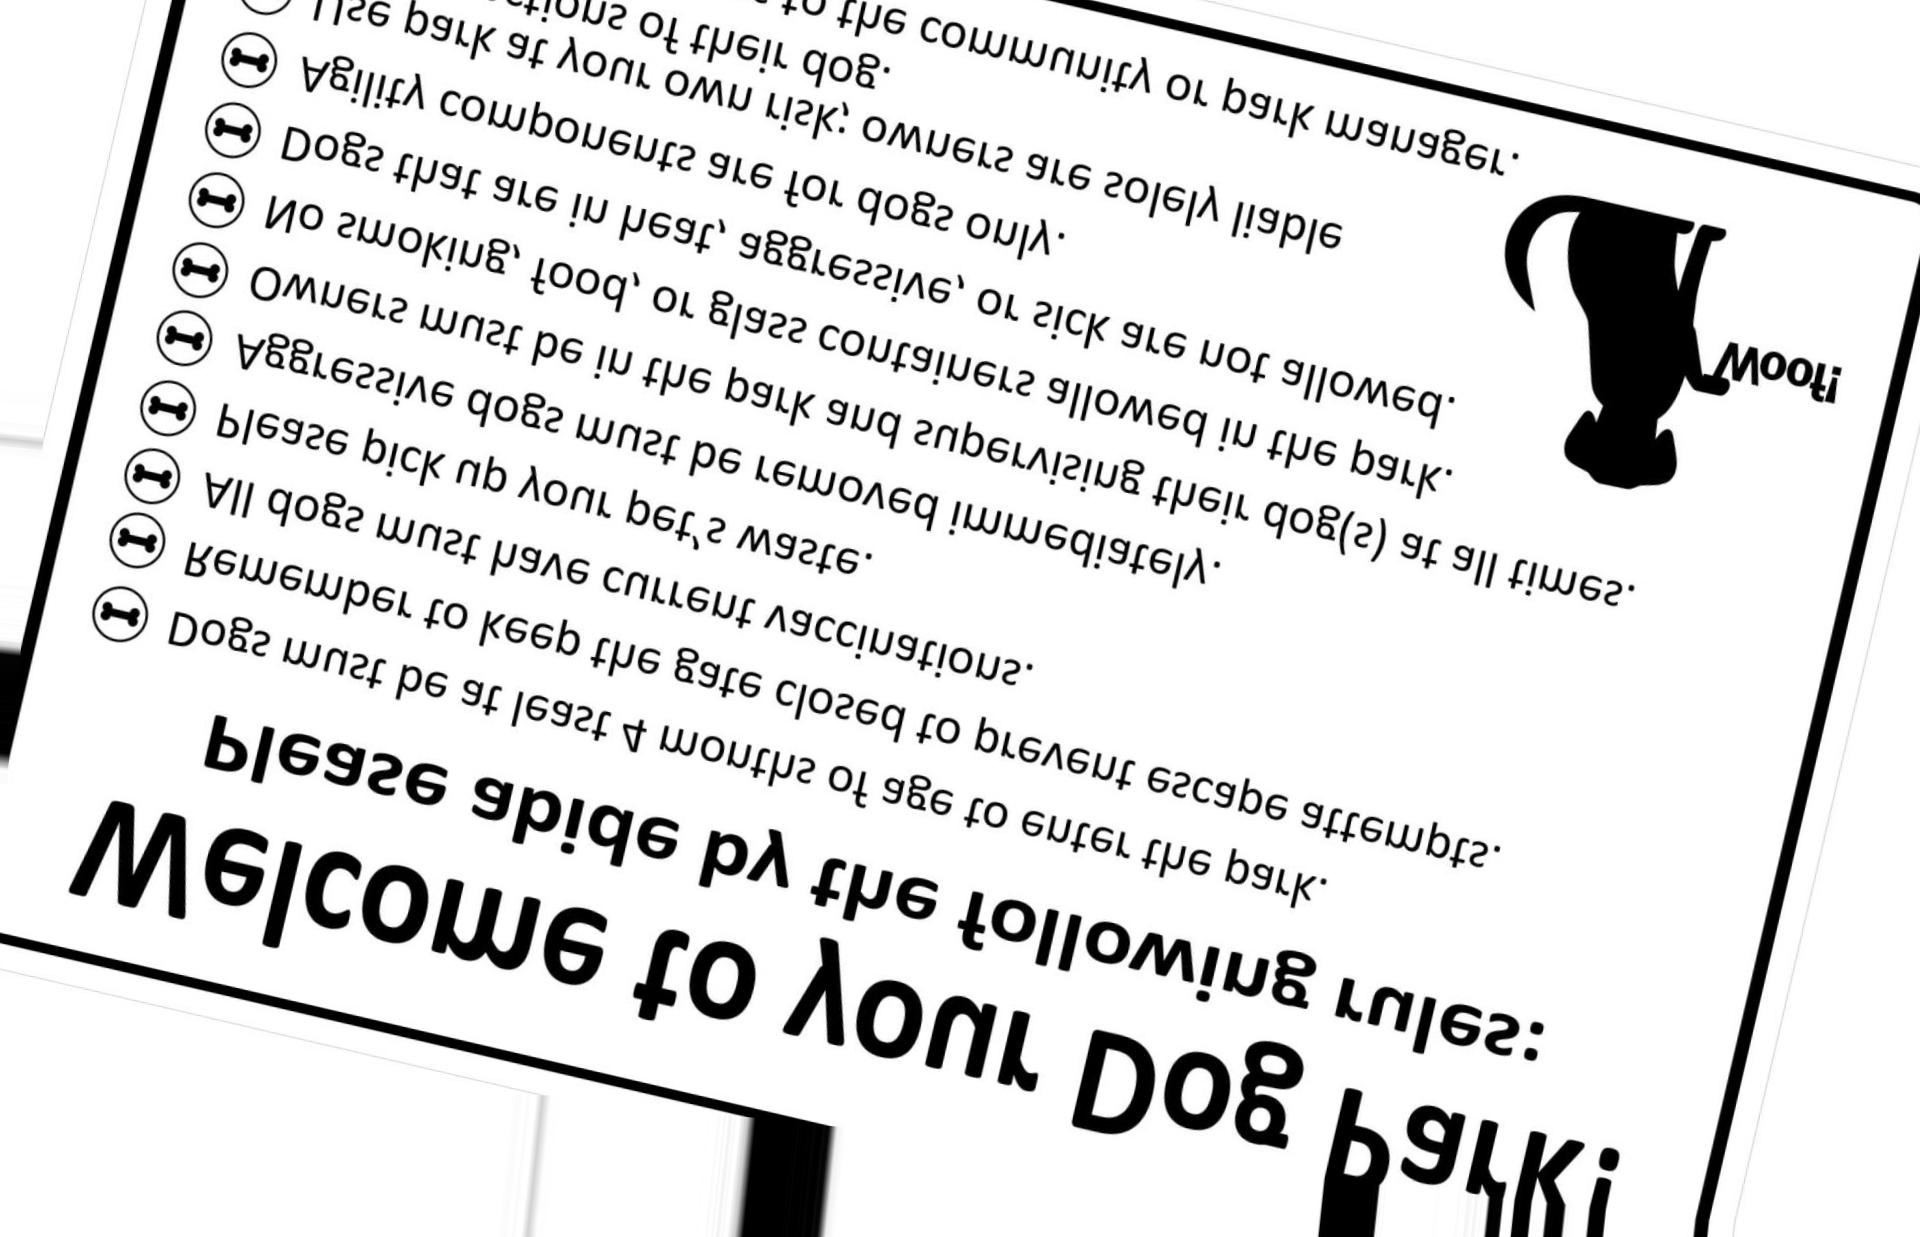 Welcome to your Dog Park!
Please abide by the following rules:
Dogs must be at least 4 months of age to enter the park.
Remember to keep the gate closed to prevent escape attempts.
All dogs must have current vaccinations.
Please pick up your pet's waste.
Aggressive dogs must be removed immediately.
Owners must be in the park and supervising their dog(s) at all times.
No smoking, food, or glass containers allowed in the park.
Dogs that are in heat, aggressive, or sick are not allowed.
Agility components are for dogs only.
Use park at your own risk; owners are solely liable
of their dog.
to the community or park manager.
Woof!